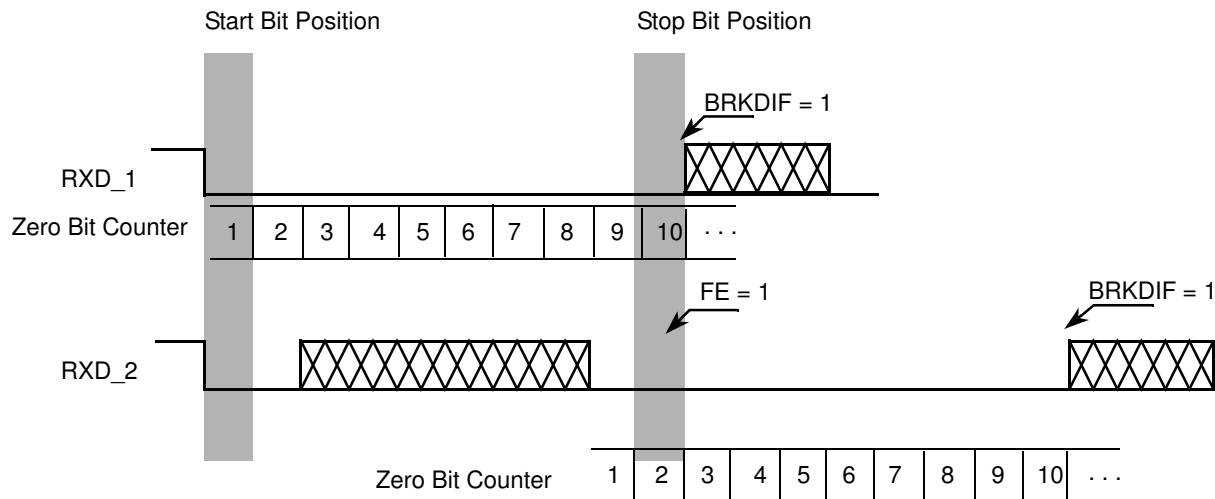 Start Bit Position
Stop Bit Position
BRKDIF = 1
RXD_1
Zero Bit Counter
1 2 3 4 5 6 7 8 9 10 . . .
FE = 1
BRKDIF = 1
RXD_2
Zero Bit Counter
1 2 3 4 5 6 7 8 9 10 . . .